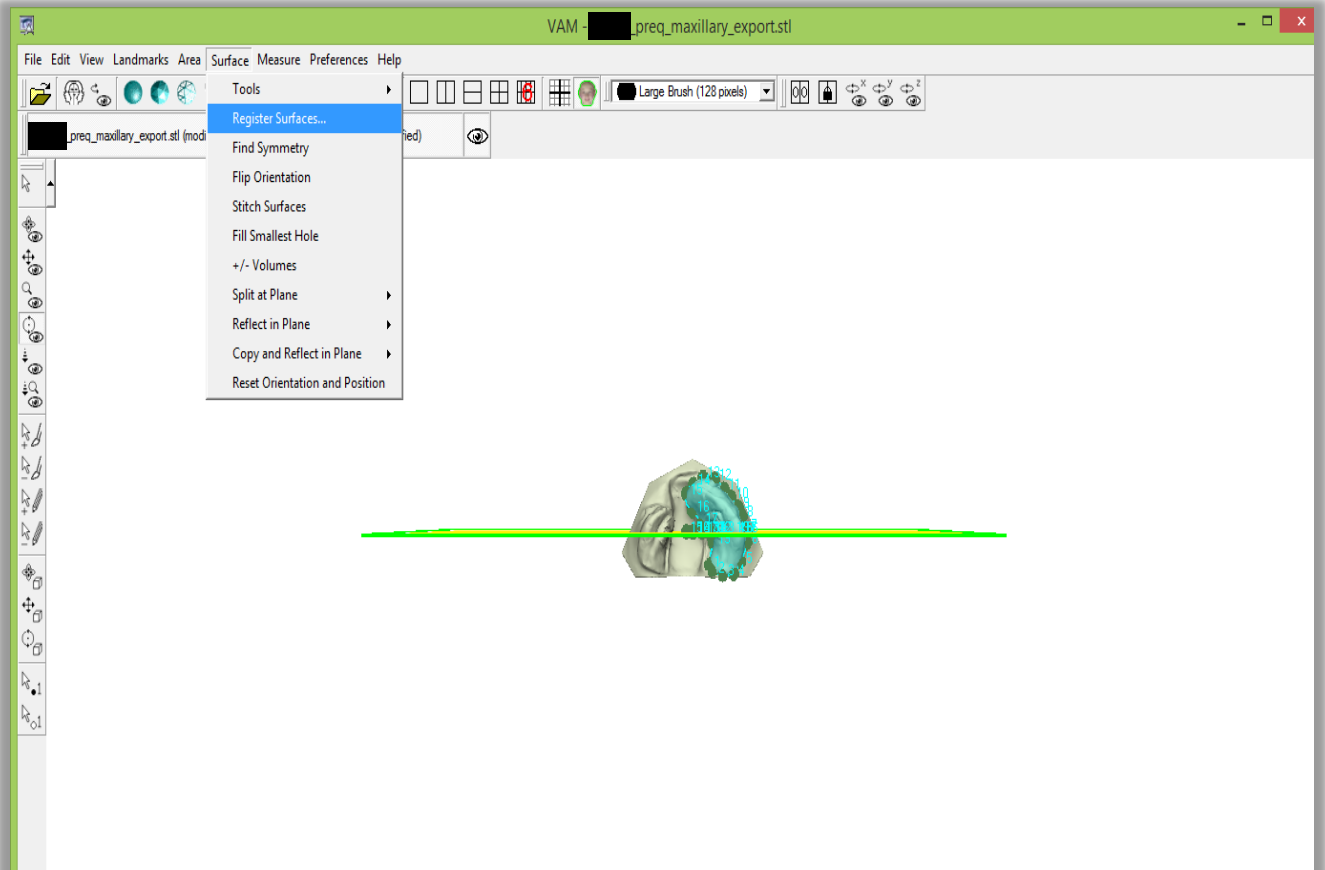 VAM - _preq_maxillary_export.stl
File Edit View Landmarks Area Surface Measure Preferences Help
Large Brush (128 pixels)
_preq_maxillary_export.stl (modi
fied)
Tools
Register Surfaces...
Find Symmetry
Flip Orientation
Stitch Surfaces
Fill Smallest Hole
+/- Volumes
Split at Plane
Reflect in Plane
Copy and Reflect in Plane
Reset Orientation and Position
12
16